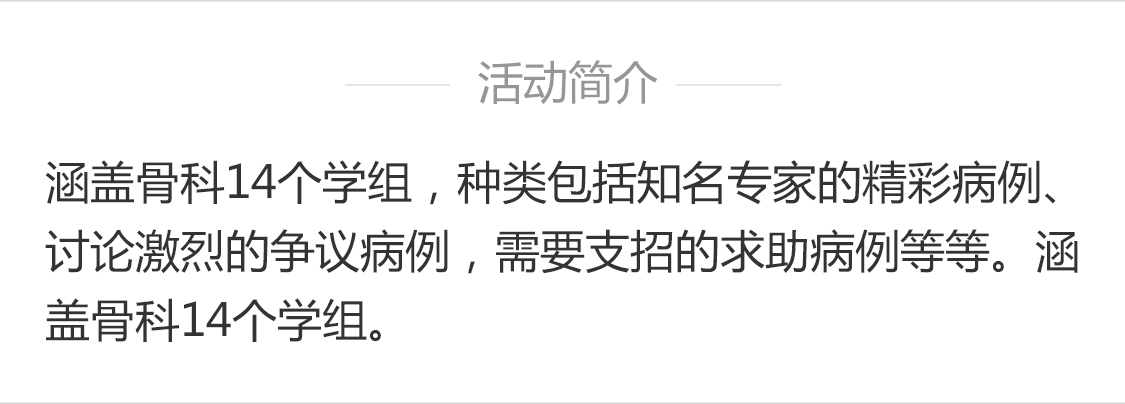 活动简介
涵盖骨科14个学组，种类包括知名专家的精彩病例、
讨论激烈的争议病例，需要支招的求助病例等等。涵
盖骨科14个学组。